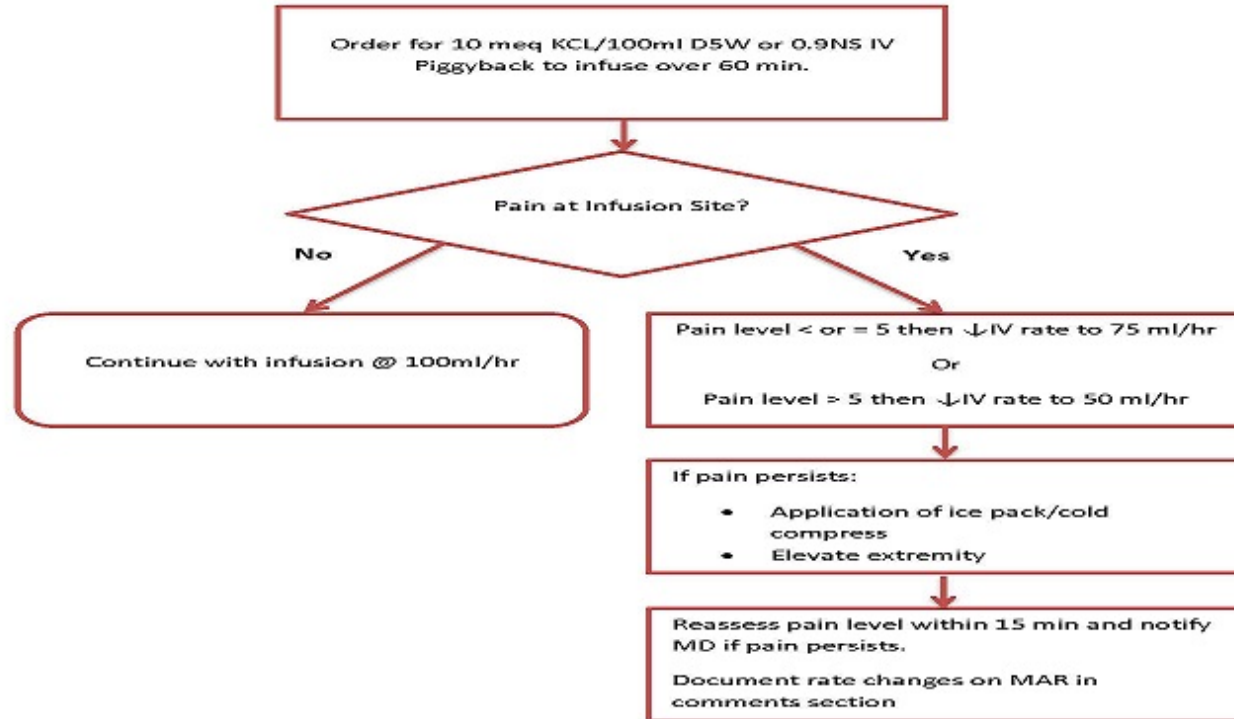 Order for 10 meq KCL/100ml D5W or 0.9NS IV
Piggyback to infuse over 60 min.
Pain at Infusion Site?
No
Yes
Continue with infusion @ 100ml/hr
Pain level < or = 5 then ↓IV rate to 75 ml/hr
Or
Pain level > 5 then ↓IV rate to 50 ml/hr
If pain persists:
• Application of ice pack/cold
compress
• Elevate extremity
Reassess pain level within 15 min and notify
MD if pain persists.
Document rate changes on MAR in
comments section